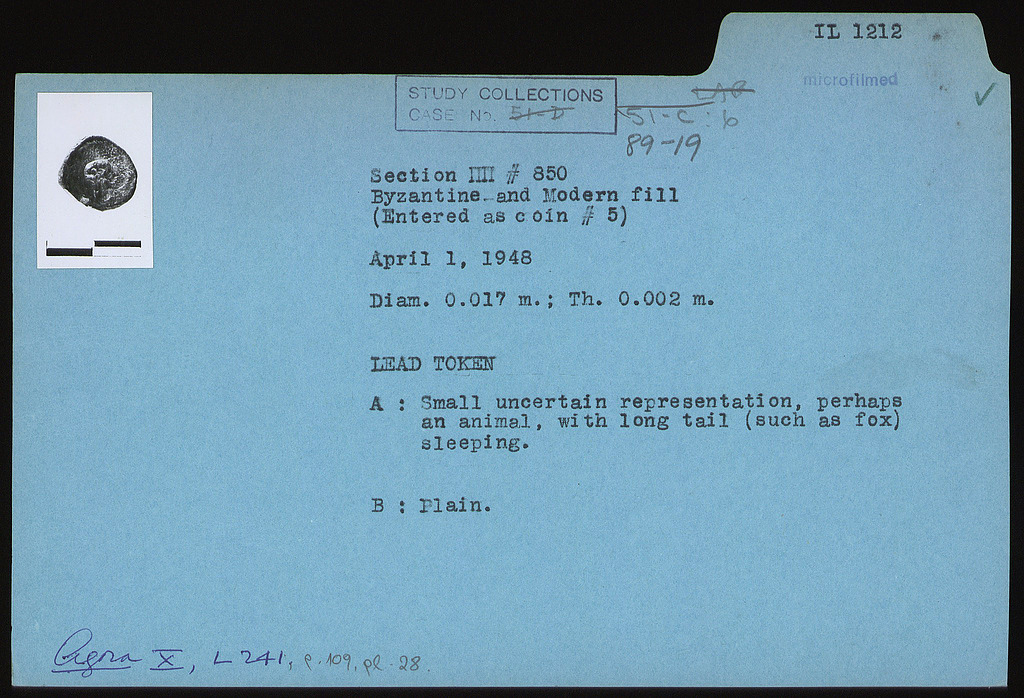 IL 1212
microfilmed
✓
STUDY COLLECTIONS
CASE No. 51-D
51-C : b
89-19
Section IIII # 850
Byzantine and Modern fill
(Entered as coin # 5)
April 1, 1948
Diam. 0.017 m.; Th. 0.002 m.
LEAD TOKEN
A : Small uncertain representation, perhaps
an animal, with long tail (such as fox)
sleeping.
B : Plain.
Agora X, L 241, p. 109, pl. 28.